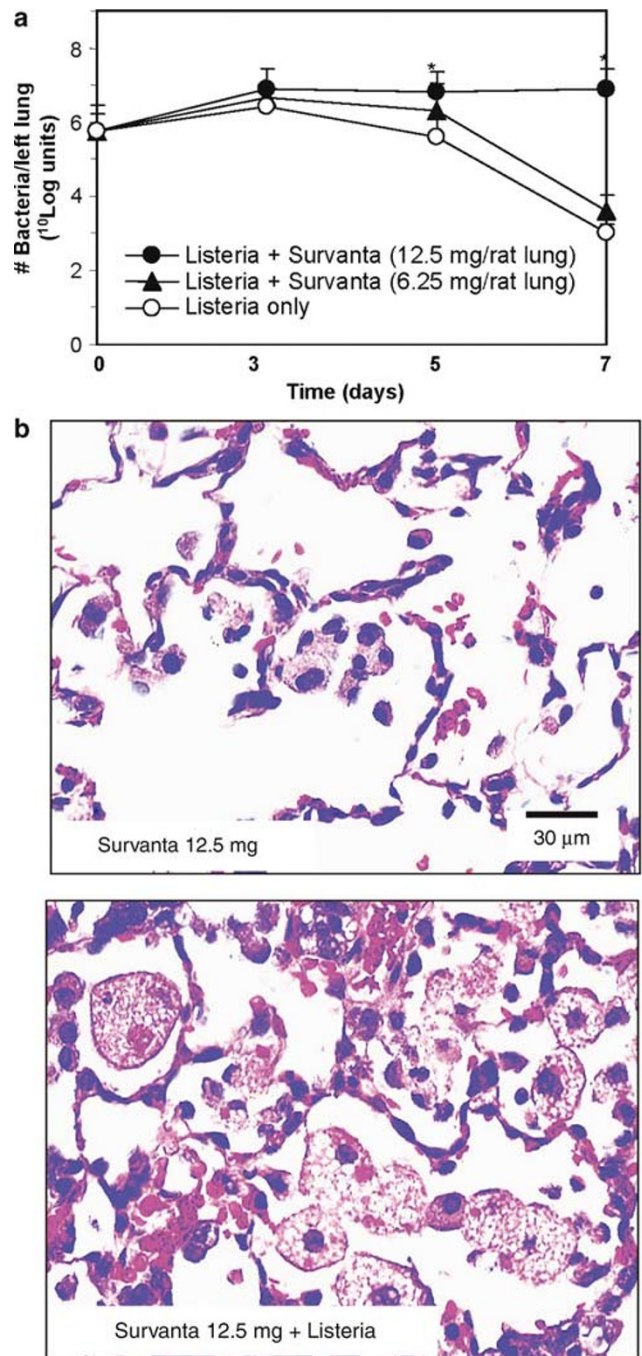 a
# Bacteria/left lung
(¹⁰Log units)
8
6
4
2
0
*
*
Listeria + Survanta (12.5 mg/rat lung)
Listeria + Survanta (6.25 mg/rat lung)
Listeria only
0 3 5 7
Time (days)
b
Survanta 12.5 mg
30 µm
Survanta 12.5 mg + Listeria